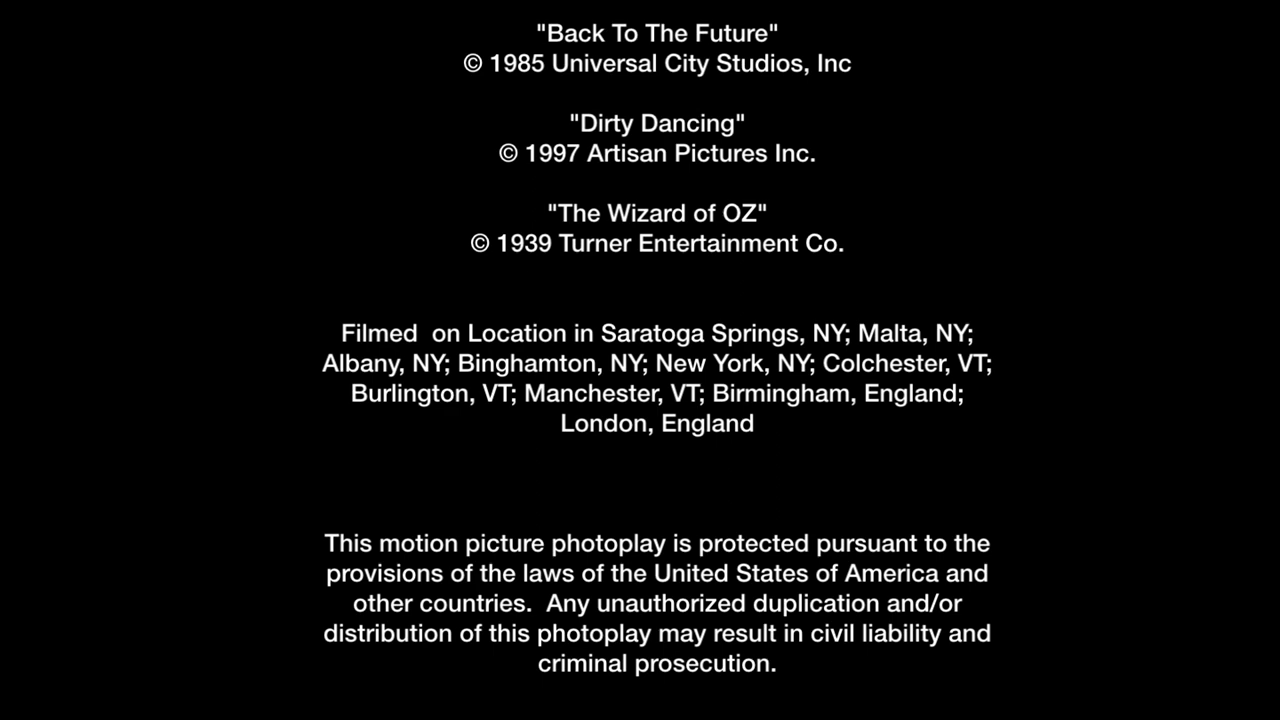 "Back To The Future"
© 1985 Universal City Studios, Inc
"Dirty Dancing"
© 1997 Artisan Pictures Inc.
"The Wizard of OZ"
© 1939 Turner Entertainment Co.
Filmed  on Location in Saratoga Springs, NY; Malta, NY;
Albany, NY; Binghamton, NY; New York, NY; Colchester, VT;
Burlington, VT; Manchester, VT; Birmingham, England;
London, England
This motion picture photoplay is protected pursuant to the
provisions of the laws of the United States of America and
other countries.  Any unauthorized duplication and/or
distribution of this photoplay may result in civil liability and
criminal prosecution.